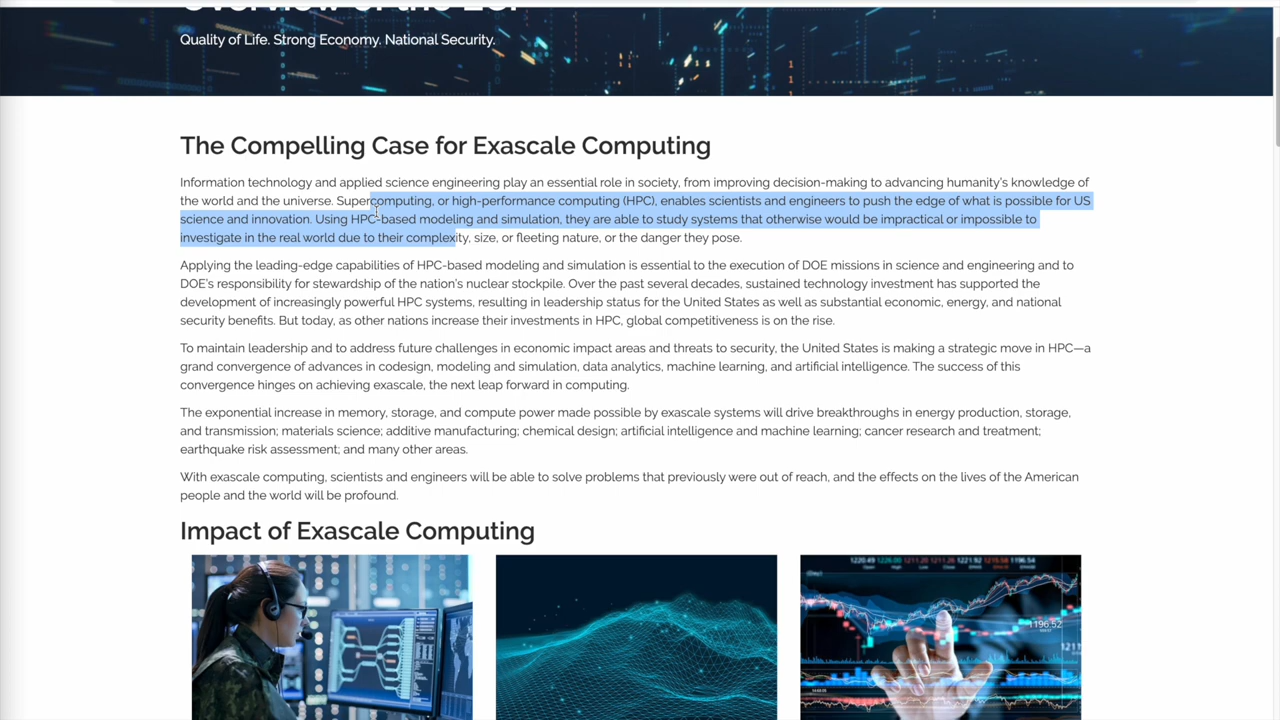 Quality of Life. Strong Economy. National Security.
The Compelling Case for Exascale Computing
Information technology and applied science engineering play an essential role in society, from improving decision-making to advancing humanity's knowledge of
the world and the universe. Supercomputing, or high-performance computing (HPC), enables scientists and engineers to push the edge of what is possible for US
science and innovation. Using HPC-based modeling and simulation, they are able to study systems that otherwise would be impractical or impossible to
investigate in the real world due to their complexity, size, or fleeting nature, or the danger they pose.
Applying the leading-edge capabilities of HPC-based modeling and simulation is essential to the execution of DOE missions in science and engineering and to
DOE's responsibility for stewardship of the nation's nuclear stockpile. Over the past several decades, sustained technology investment has supported the
development of increasingly powerful HPC systems, resulting in leadership status for the United States as well as substantial economic, energy, and national
security benefits. But today, as other nations increase their investments in HPC, global competitiveness is on the rise.
To maintain leadership and to address future challenges in economic impact areas and threats to security, the United States is making a strategic move in HPC—a
grand convergence of advances in codesign, modeling and simulation, data analytics, machine learning, and artificial intelligence. The success of this
convergence hinges on achieving exascale, the next leap forward in computing.
The exponential increase in memory, storage, and compute power made possible by exascale systems will drive breakthroughs in energy production, storage,
and transmission; materials science; additive manufacturing; chemical design; artificial intelligence and machine learning; cancer research and treatment;
earthquake risk assessment; and many other areas.
With exascale computing, scientists and engineers will be able to solve problems that previously were out of reach, and the effects on the lives of the American
people and the world will be profound.
Impact of Exascale Computing
1196.52